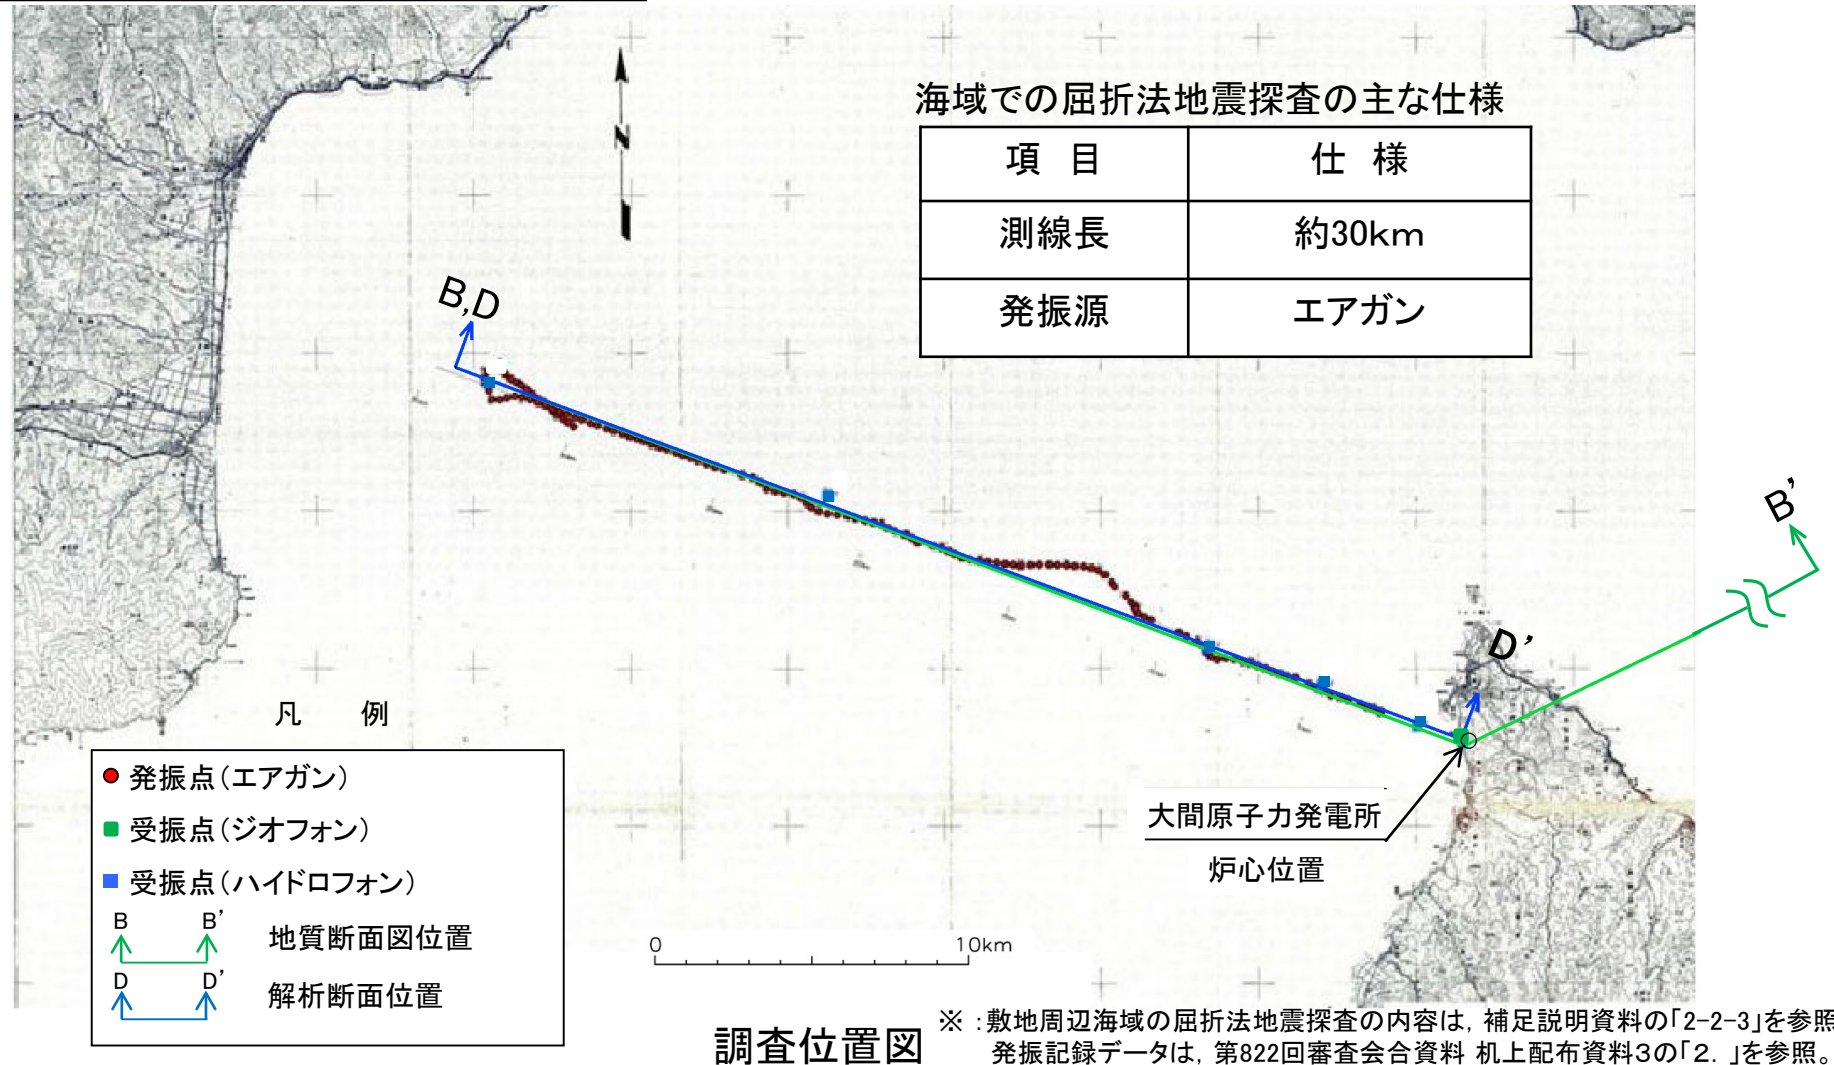 海域での屈折法地震探査の主な仕様
項 目 仕 様
測線長 約30km
発振源 エアガン
N
B,D
B’
D’
大間原子力発電所
炉心位置
凡 例
発振点(エアガン)
受振点(ジオフォン)
受振点(ハイドロフォン)
B B’ 地質断面図位置
D D’ 解析断面位置
0 10km
調査位置図
※ :敷地周辺海域の屈折法地震探査の内容は, 補足説明資料の「2-2-3」を参照
発振記録データは, 第822回審査会合資料 机上配布資料3の「2. 」を参照。